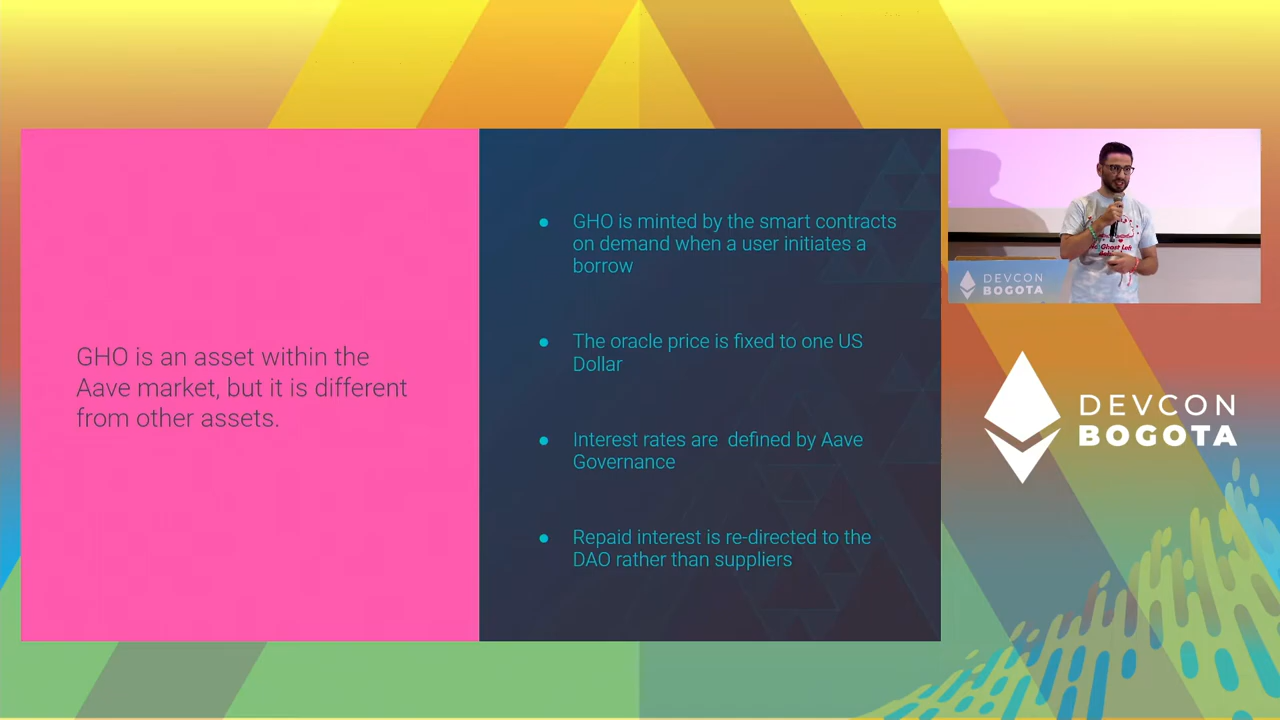 GHO is an asset within the
Aave market, but it is different
from other assets.
● GHO is minted by the smart contracts
on demand when a user initiates a
borrow
● The oracle price is fixed to one US
Dollar
● Interest rates are  defined by Aave
Governance
● Repaid interest is re-directed to the
DAO rather than suppliers
DEVCON
BOGOTA
DEVCON
BOGOTA